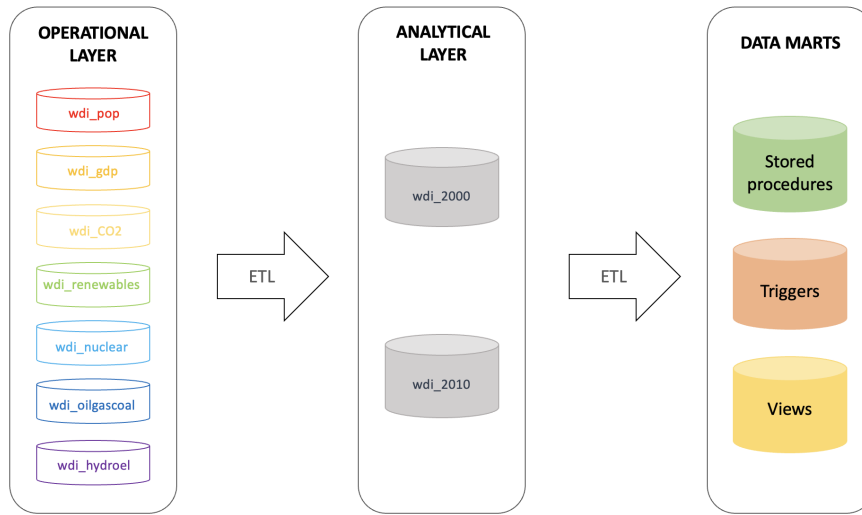 OPERATIONAL
LAYER
wdi_pop
wdi_gdp
wdi_CO2
wdi_renewables
wdi_nuclear
wdi_oilgascoal
wdi_hydroel
ETL
ANALYTICAL
LAYER
wdi_2000
wdi_2010
ETL
DATA MARTS
Stored
procedures
Triggers
Views